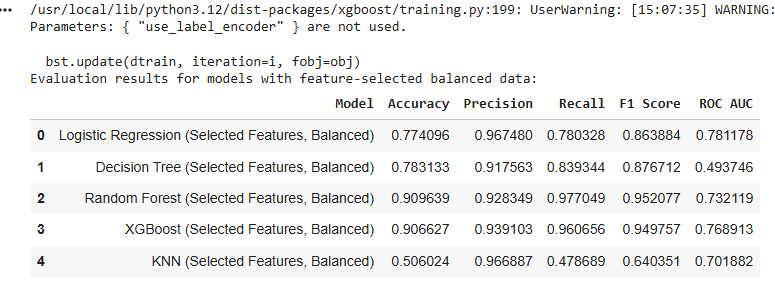 ••• /usr/local/lib/python3.12/dist-packages/xgboost/training.py:199: UserWarning: [15:07:35] WARNING:
Parameters: { "use_label_encoder" } are not used.
bst.update(dtrain, iteration=i, fobj=obj)
Evaluation results for models with feature-selected balanced data:
Model Accuracy Precision Recall F1 Score ROC AUC
0 Logistic Regression (Selected Features, Balanced) 0.774096 0.967480 0.780328 0.863884 0.781178
1 Decision Tree (Selected Features, Balanced) 0.783133 0.917563 0.839344 0.876712 0.493746
2 Random Forest (Selected Features, Balanced) 0.909639 0.928349 0.977049 0.952077 0.732119
3 XGBoost (Selected Features, Balanced) 0.906627 0.939103 0.960656 0.949757 0.768913
4 KNN (Selected Features, Balanced) 0.506024 0.966887 0.478689 0.640351 0.701882